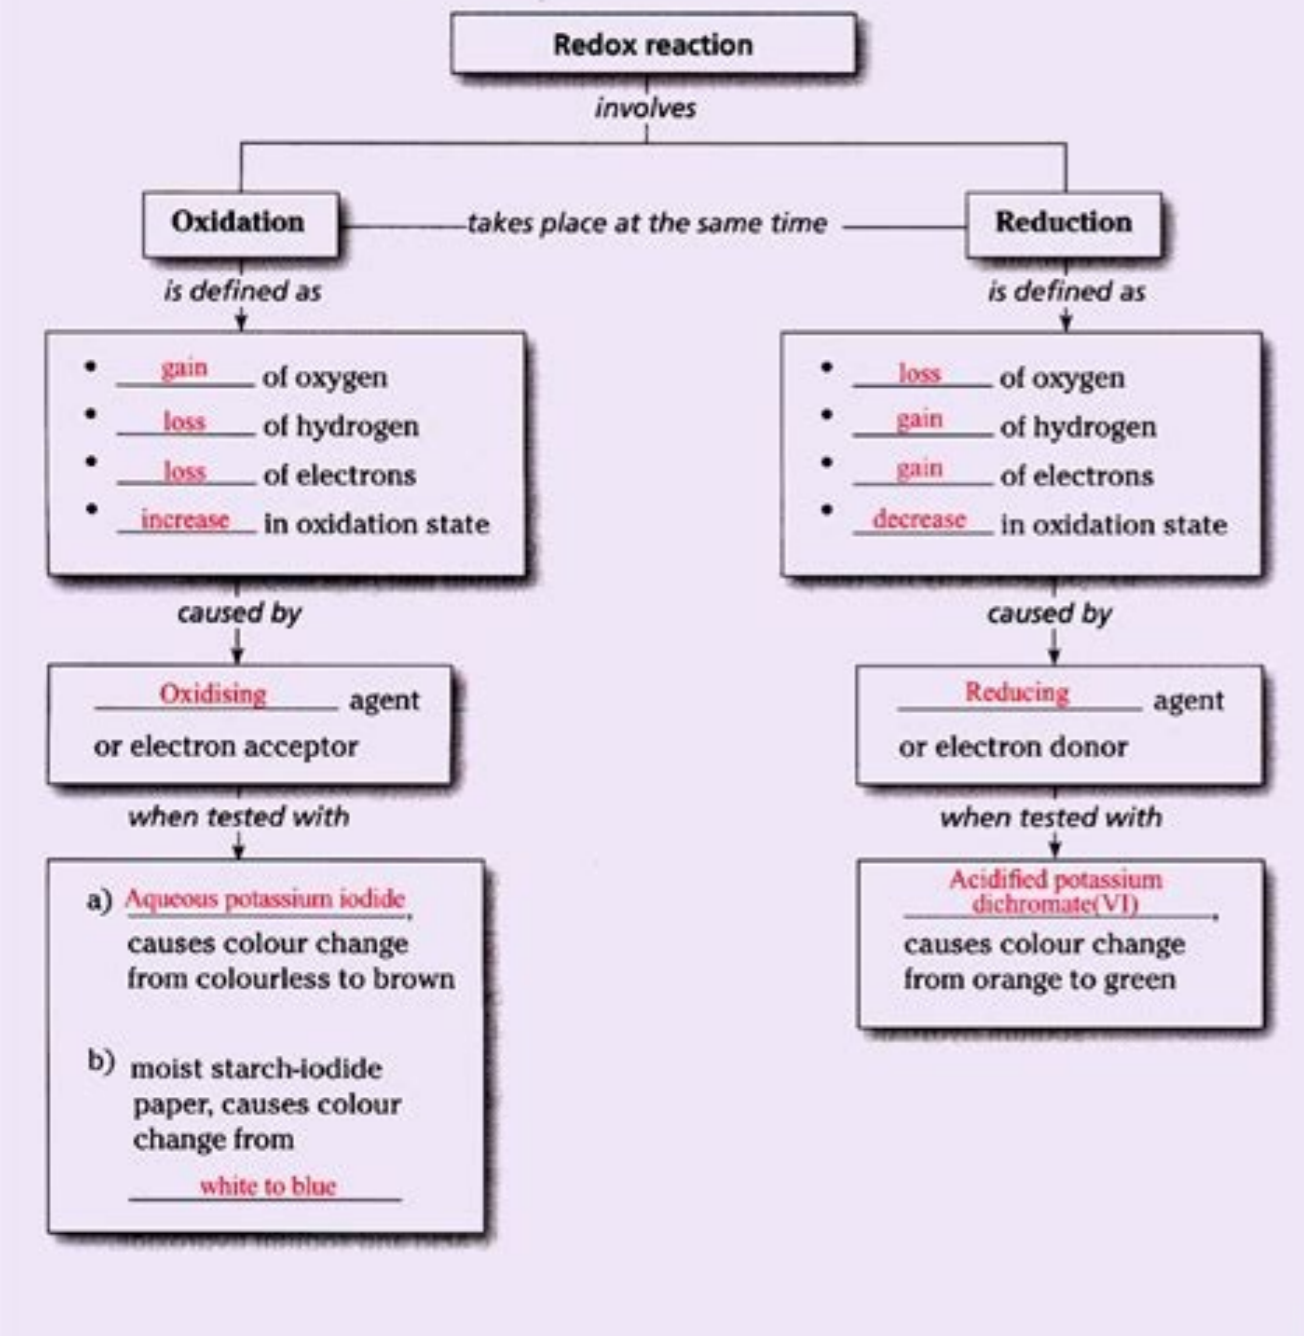 Redox reaction
involves
Oxidation
takes place at the same time
Reduction
is defined as
• gain of oxygen
• loss of hydrogen
• loss of electrons
• increase in oxidation state
caused by
Oxidising agent
or electron acceptor
when tested with
a) Aqueous potassium iodide,
causes colour change
from colourless to brown
b) moist starch-iodide
paper, causes colour
change from
white to blue
is defined as
• loss of oxygen
• gain of hydrogen
• gain of electrons
• decrease in oxidation state
caused by
Reducing agent
or electron donor
when tested with
Acidified potassium
dichromate(VI),
causes colour change
from orange to green